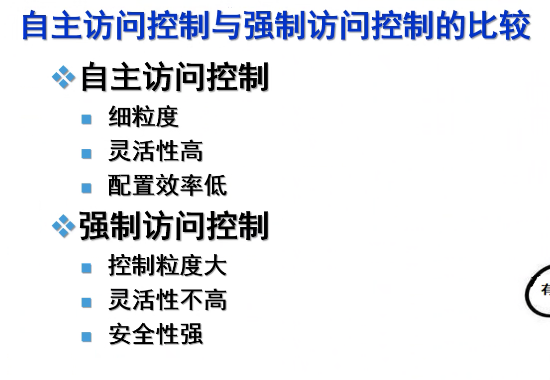 自主访问控制与强制访问控制的比较
自主访问控制
细粒度
灵活性高
配置效率低
强制访问控制
控制粒度大
灵活性不高
安全性强
有